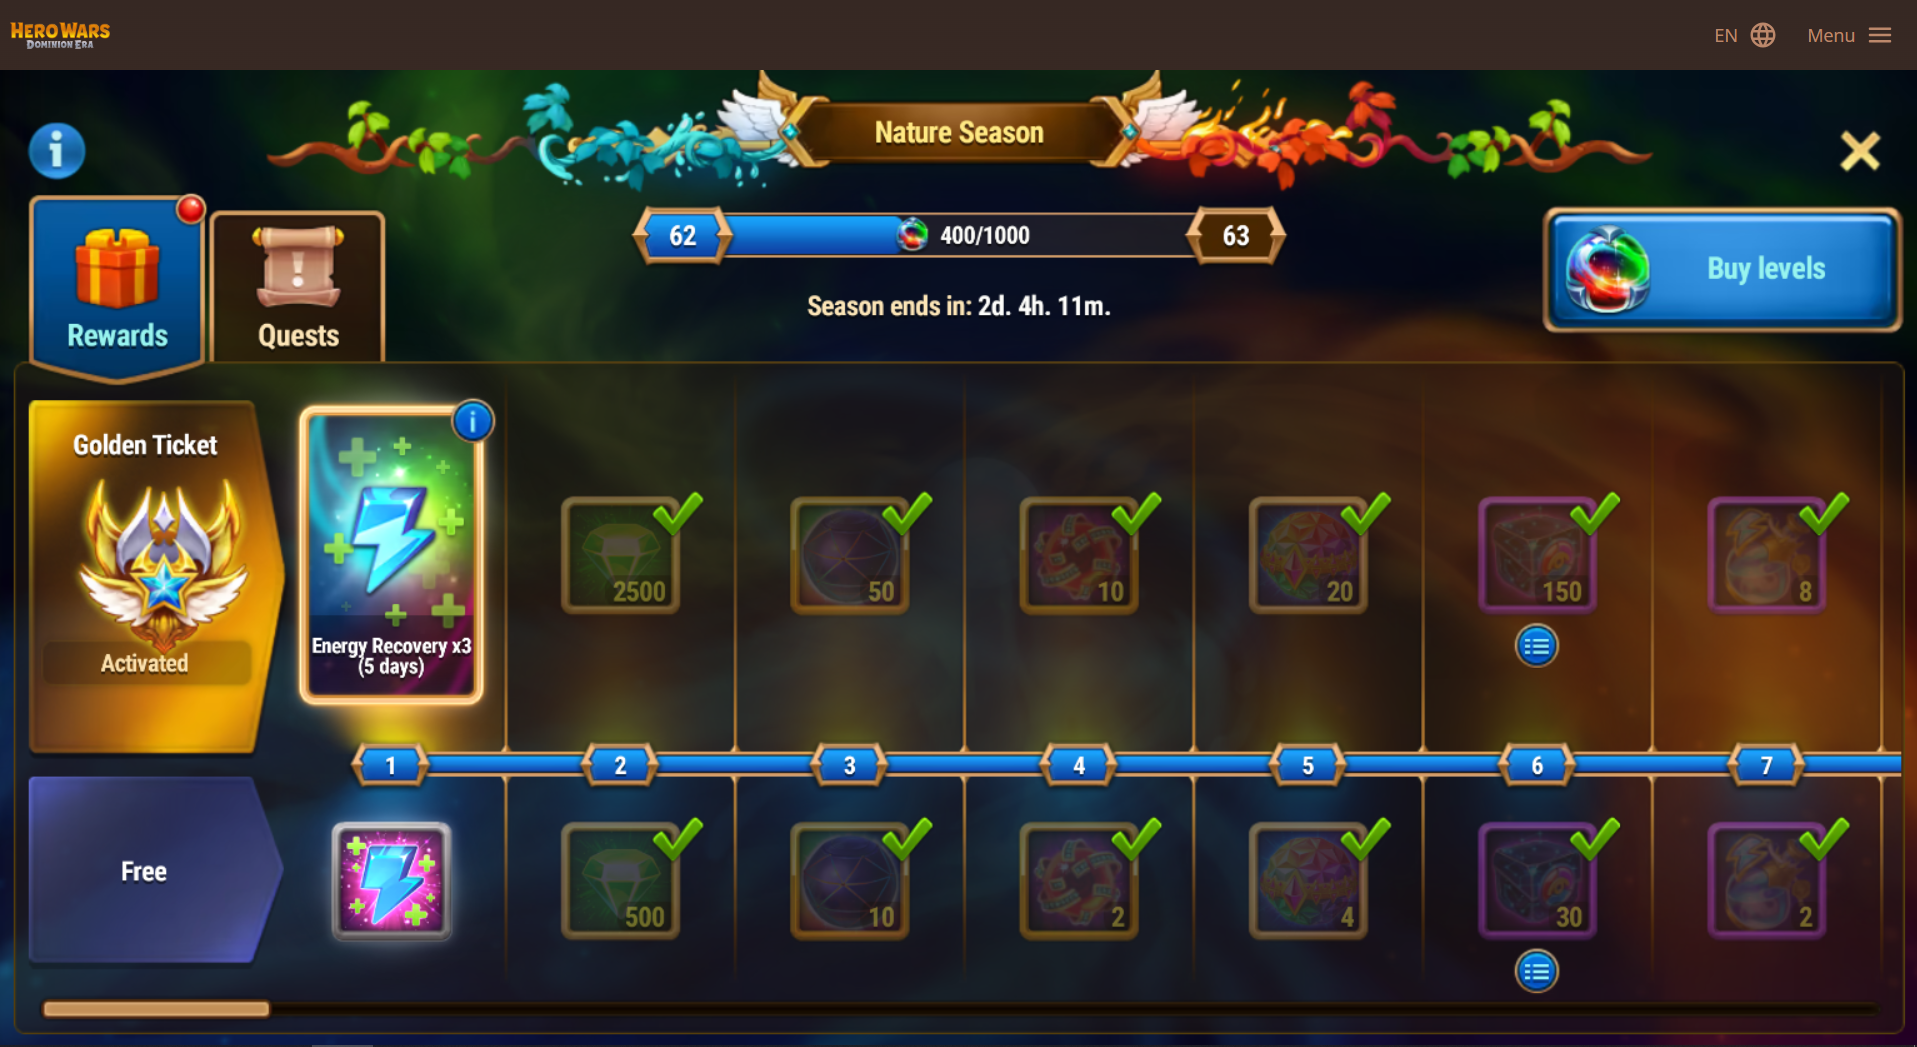 HERO WARS
DOMINION ERA
EN
Menu
Nature Season
62
400/1000
63
Buy levels
Season ends in: 2d. 4h. 11m.
Rewards
Quests
Golden Ticket
Activated
Energy Recovery x3
(5 days)
2500
50
10
20
150
8
1
2
3
4
5
6
7
Free
500
10
2
4
30
2